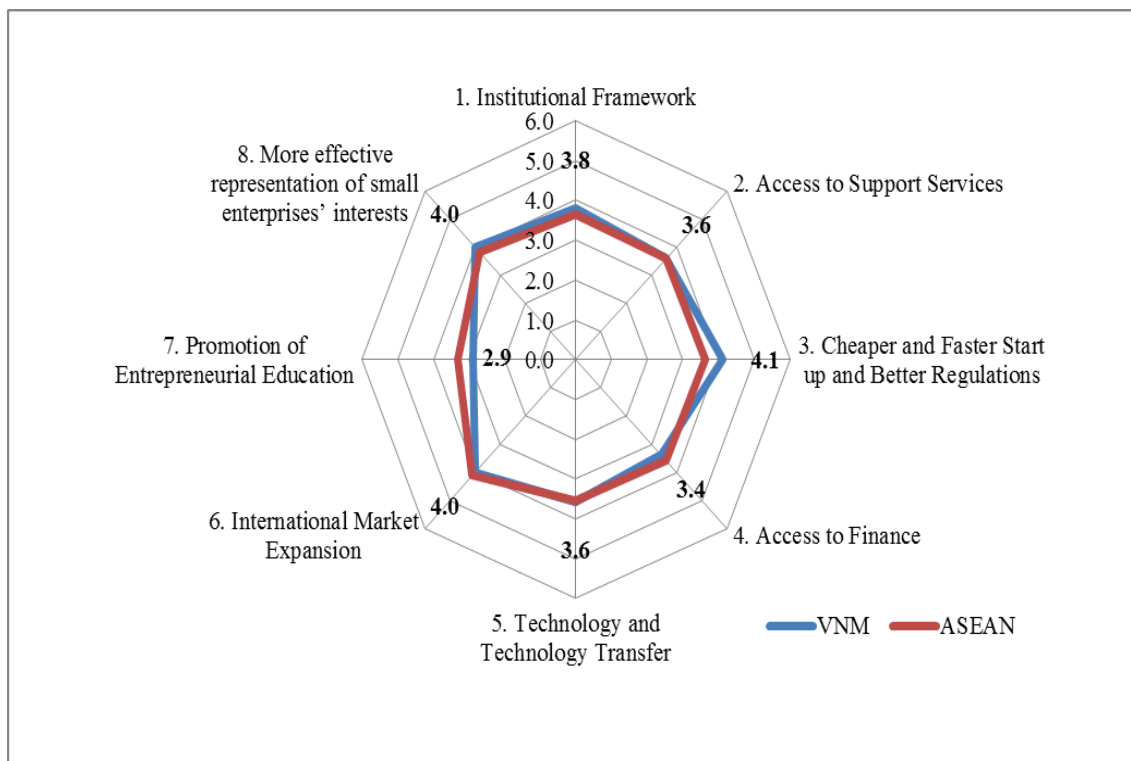 1. Institutional Framework
6.0
5.0
4.0
3.0
2.0
1.0
0.0
3.8
2. Access to Support Services
3.6
3. Cheaper and Faster Start
up and Better Regulations
4.1
4. Access to Finance
3.4
5. Technology and
Technology Transfer
3.6
6. International Market
Expansion
4.0
7. Promotion of
Entrepreneurial Education
2.9
8. More effective
representation of small
enterprises’ interests
4.0
VNM
ASEAN